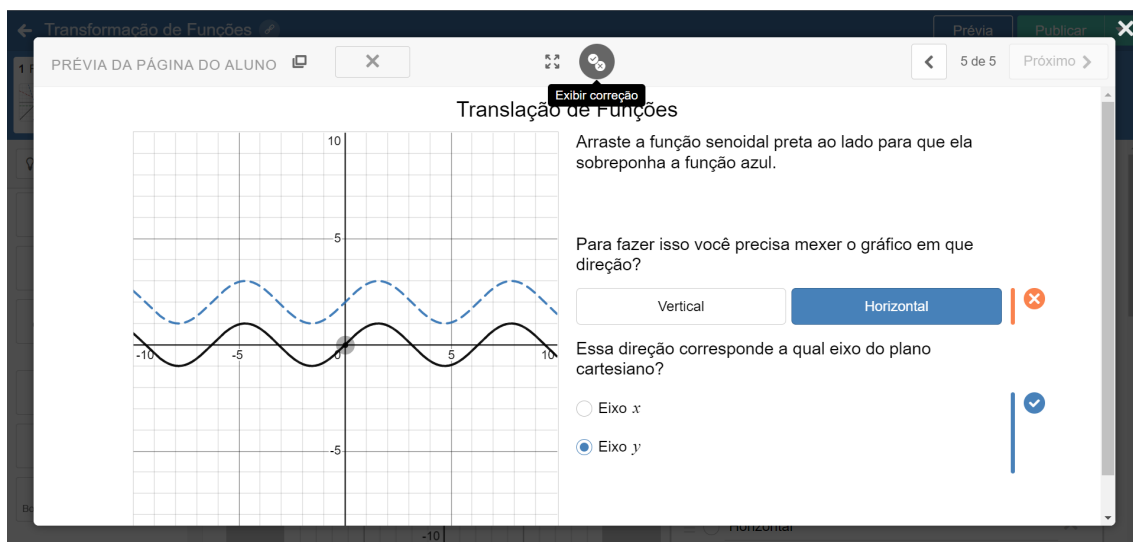 Transformação de Funções
Prévia
Publicar
PRÉVIA DA PÁGINA DO ALUNO
5 de 5
Próximo
Exibir correção
Translação de Funções
Arraste a função senoidal preta ao lado para que ela
sobreponha a função azul.
Para fazer isso você precisa mexer o gráfico em que
direção?
Vertical
Horizontal
Essa direção corresponde a qual eixo do plano
cartesiano?
Eixo x
Eixo y
10
5
-10
-5
0
5
10
-5
-10
Horizontal